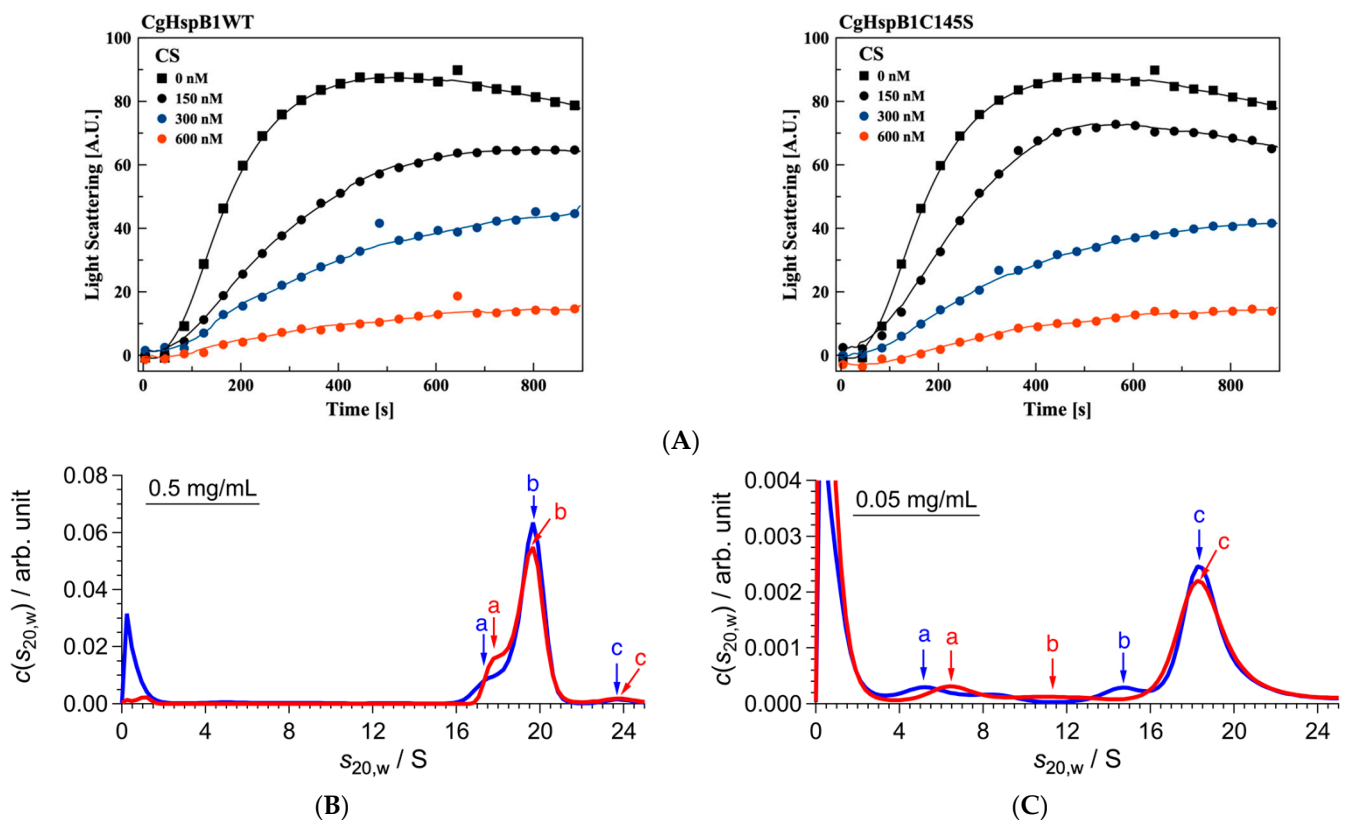 CgHspB1WT
CS
0 nM
150 nM
300 nM
600 nM
Light Scattering [A.U.]
100
80
60
40
20
0
0 200 400 600 800
Time [s]
CgHspB1C145S
CS
0 nM
150 nM
300 nM
600 nM
Light Scattering [A.U.]
100
80
60
40
20
0
0 200 400 600 800
Time [s]
(A)
0.5 mg/mL
c(s20,w) / arb. unit
0.08
0.06
0.04
0.02
0.00
a
a
b
b
c
c
0 4 8 12 16 20 24
s20,w / S
(B)
0.05 mg/mL
c(s20,w) / arb. unit
0.004
0.003
0.002
0.001
0.000
a
a
b
b
c
c
0 4 8 12 16 20 24
s20,w / S
(C)